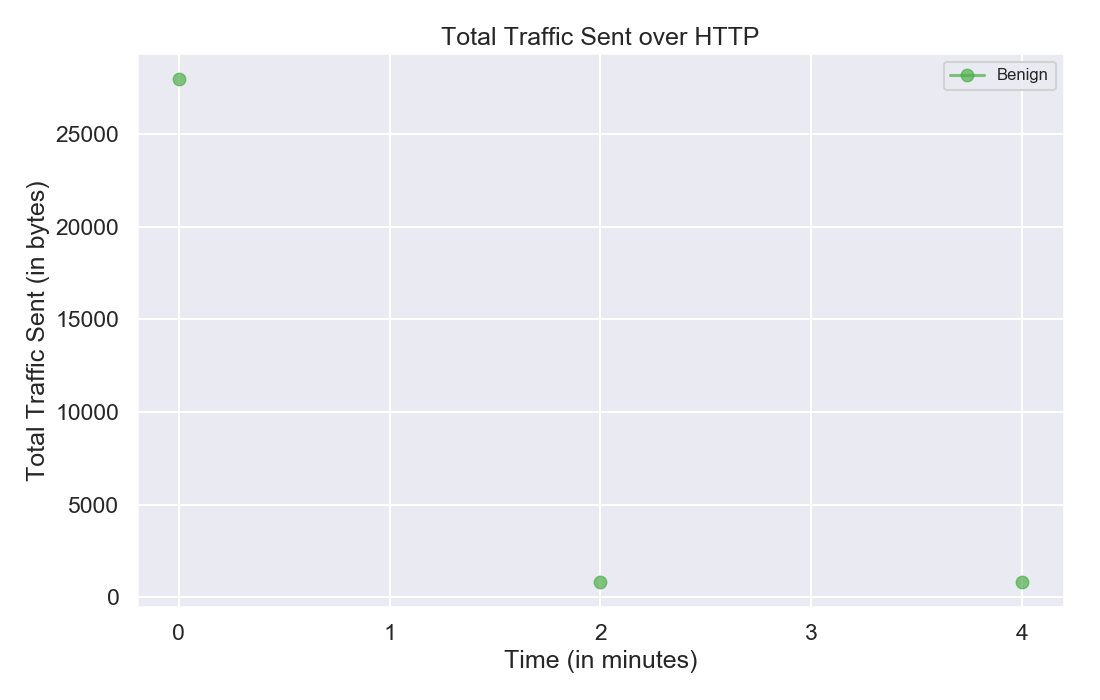 Total Traffic Sent over HTTP
Benign
Total Traffic Sent (in bytes)
25000
20000
15000
10000
5000
0
0 1 2 3 4
Time (in minutes)